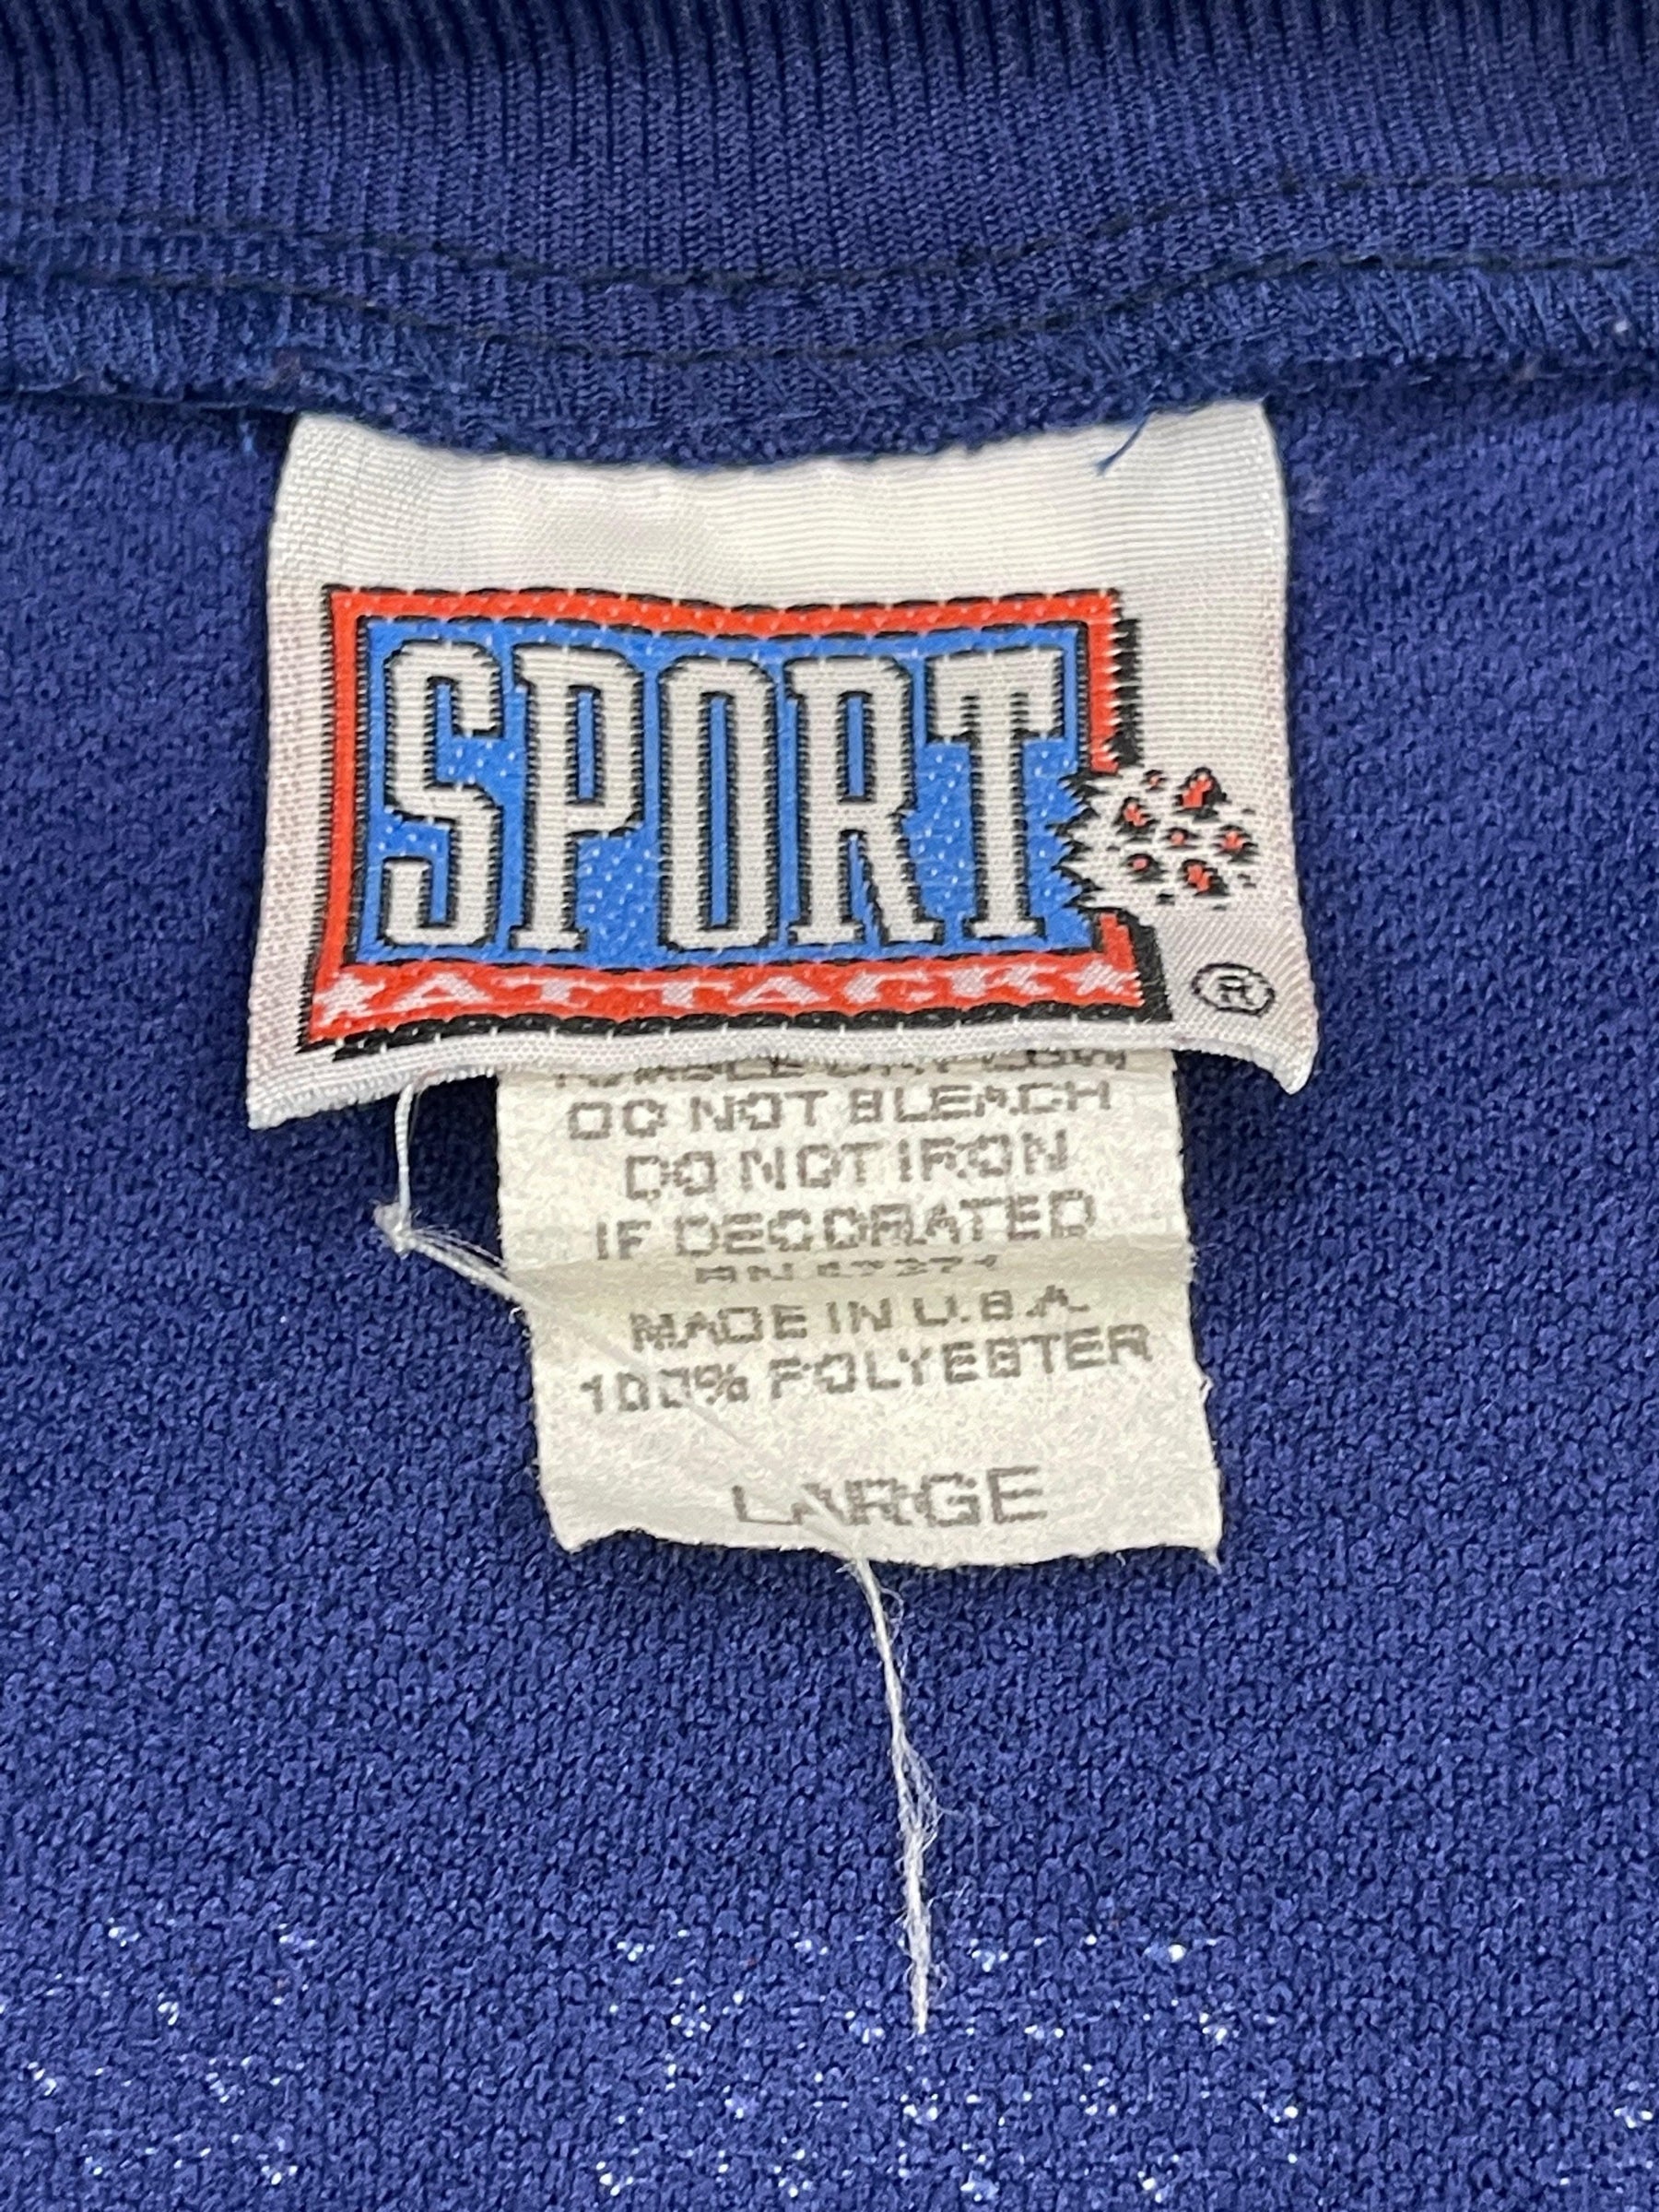 SPORT
ATTACK
®
DO NOT BLEACH
DO NOT IRON
IF DECORATED
MADE IN U.S.A.
100% POLYESTER
LARGE